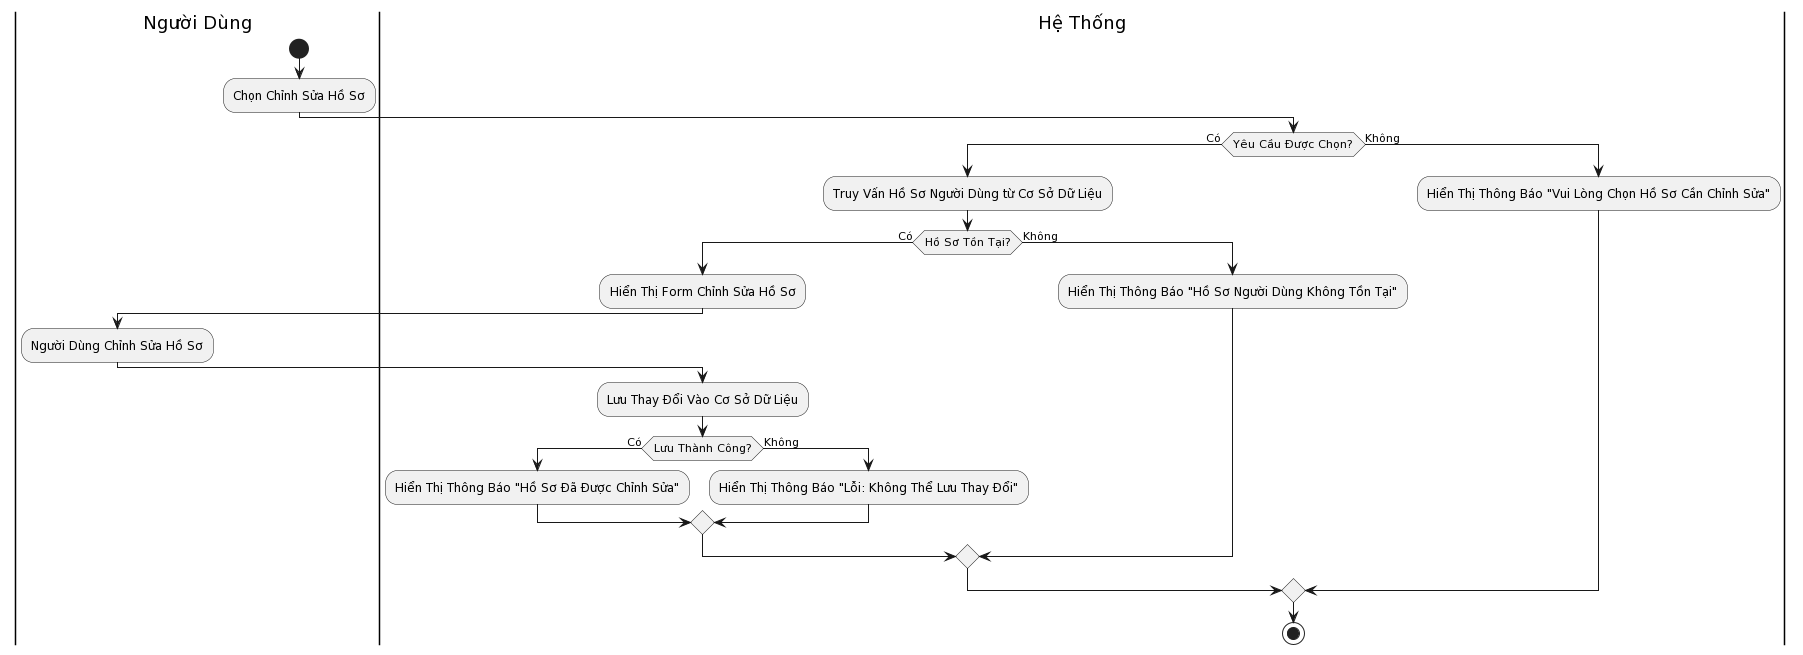 Người Dùng
Hệ Thống
Chọn Chỉnh Sửa Hồ Sơ
Có
Yêu Cầu Được Chọn?
Không
Truy Vấn Hồ Sơ Người Dùng từ Cơ Sở Dữ Liệu
Hiển Thị Thông Báo "Vui Lòng Chọn Hồ Sơ Cần Chỉnh Sửa"
Có
Hồ Sơ Tồn Tại?
Không
Hiển Thị Form Chỉnh Sửa Hồ Sơ
Hiển Thị Thông Báo "Hồ Sơ Người Dùng Không Tồn Tại"
Người Dùng Chỉnh Sửa Hồ Sơ
Lưu Thay Đổi Vào Cơ Sở Dữ Liệu
Có
Lưu Thành Công?
Không
Hiển Thị Thông Báo "Hồ Sơ Đã Được Chỉnh Sửa"
Hiển Thị Thông Báo "Lỗi: Không Thể Lưu Thay Đổi"